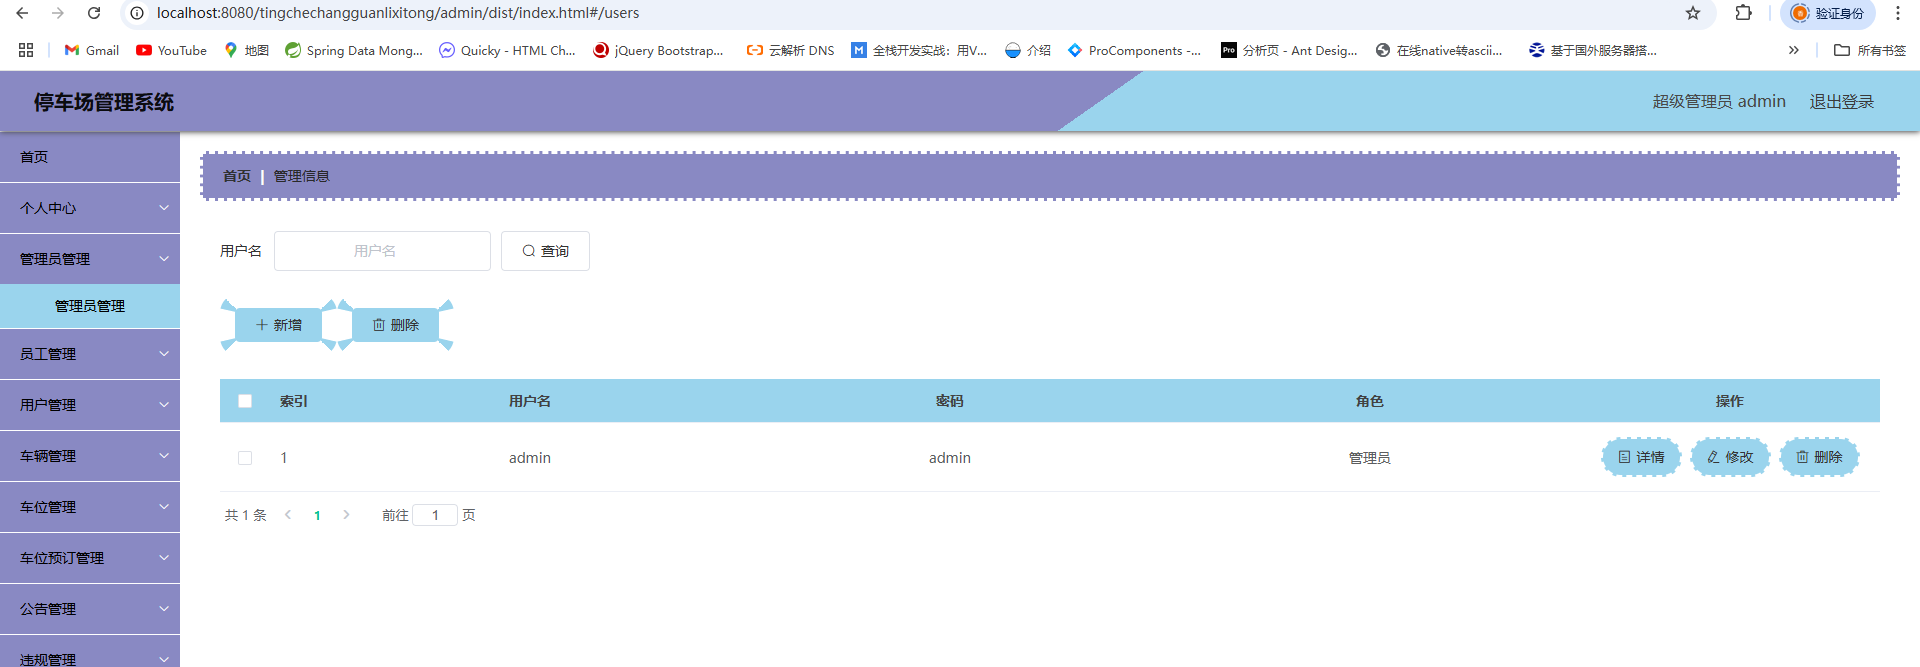 localhost:8080/tingchechangguanlixitong/admin/dist/index.html#/users
验证身份
Gmail YouTube 地图 Spring Data Mong... Quicky - HTML Ch... jQuery Bootstrap... 云解析 DNS 全栈开发实战：用V... 介绍 ProComponents -... Pro 分析页 - Ant Desig... 在线native转ascii... 基于国外服务器搭... 所有书签
停车场管理系统
超级管理员 admin 退出登录
首页
个人中心
管理员管理
管理员管理
员工管理
用户管理
车辆管理
车位管理
车位预订管理
公告管理
违规管理
首页 | 管理信息
用户名 用户名 查询
新增 删除
索引 用户名 密码 角色 操作
1 admin admin 管理员 详情 修改 删除
共 1 条 1 前往 1 页